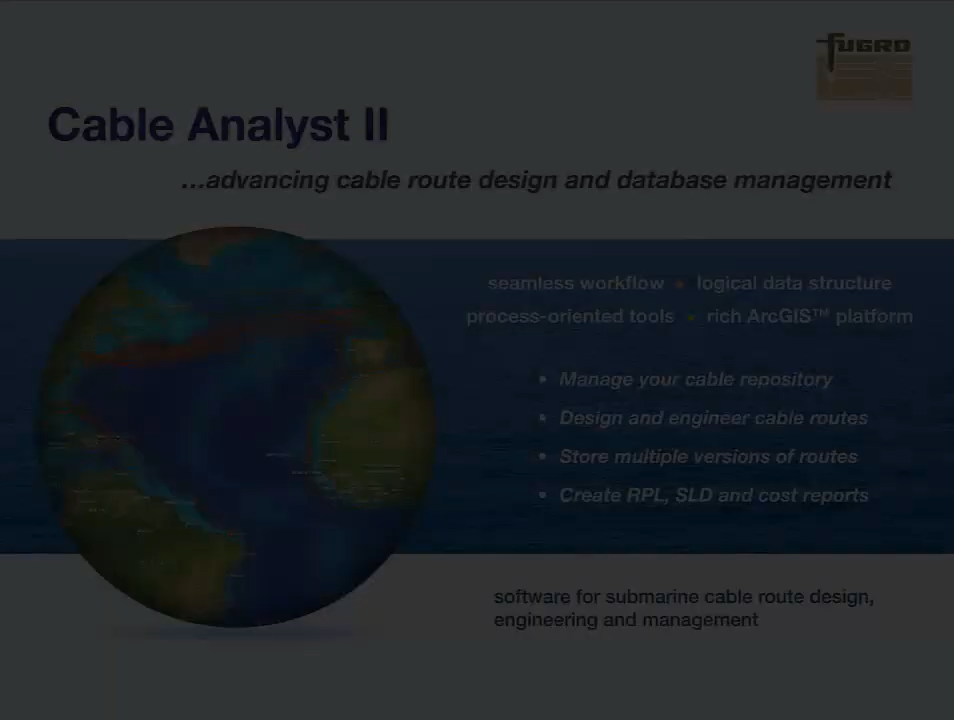 fUGRO
Cable Analyst II
...advancing cable route design and database management
seamless workflow • logical data structure
process-oriented tools • rich ArcGIS™ platform
• Manage your cable repository
• Design and engineer cable routes
• Store multiple versions of routes
• Create RPL, SLD and cost reports
software for submarine cable route design,
engineering and management